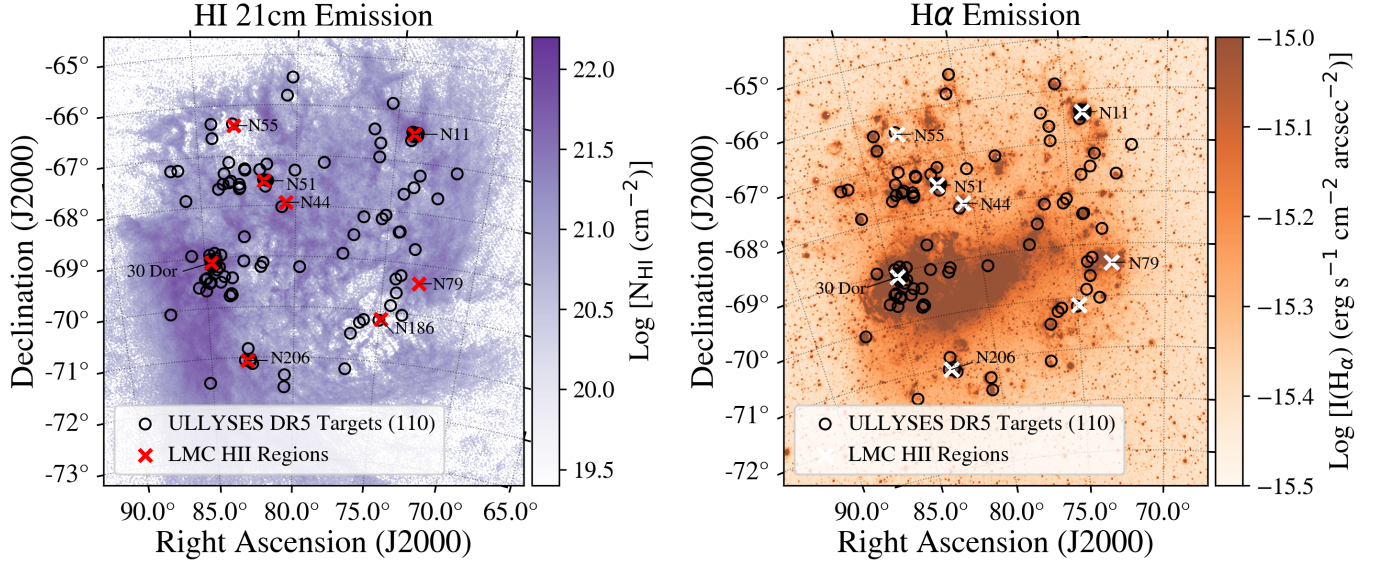 HI 21cm Emission
-65°
-66°
-67°
-68°
-69°
-70°
-71°
-72°
-73°
Declination (J2000)
N55
N11
N51
N44
30 Dor
N79
N186
N206
ULLYSES DR5 Targets (110)
LMC HII Regions
90.0° 85.0° 80.0° 75.0° 70.0° 65.0°
Right Ascension (J2000)
22.0
21.5
21.0
20.5
20.0
19.5
Log [N_HI (cm⁻²)]
Hα Emission
-65°
-66°
-67°
-68°
-69°
-70°
-71°
-72°
Declination (J2000)
N11
N55
N51
N44
N79
30 Dor
N206
ULLYSES DR5 Targets (110)
LMC HII Regions
90.0° 85.0° 80.0° 75.0° 70.0°
Right Ascension (J2000)
−15.0
−15.1
−15.2
−15.3
−15.4
−15.5
Log [I(H_α) (erg s⁻¹ cm⁻² arcsec⁻²)]